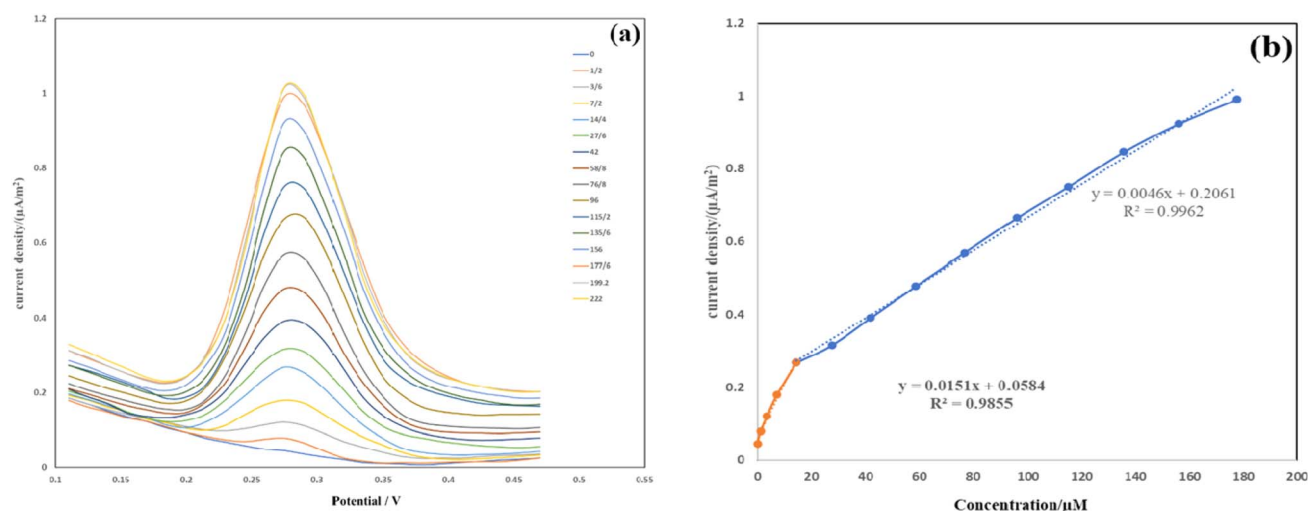 (a)
1.2
1
0.8
0.6
0.4
0.2
0
0.1 0.15 0.2 0.25 0.3 0.35 0.4 0.45 0.5 0.55
current density/(µA/m²)
Potential / V
0
1/2
3/6
7/2
14/4
27/6
42
58/8
76/8
96
115/2
135/6
156
177/6
199.2
222
(b)
1.2
1
0.8
0.6
0.4
0.2
0
0 20 40 60 80 100 120 140 160 180 200
current density/(µA/m²)
Concentration/µM
y = 0.0046x + 0.2061
R² = 0.9962
y = 0.0151x + 0.0584
R² = 0.9855